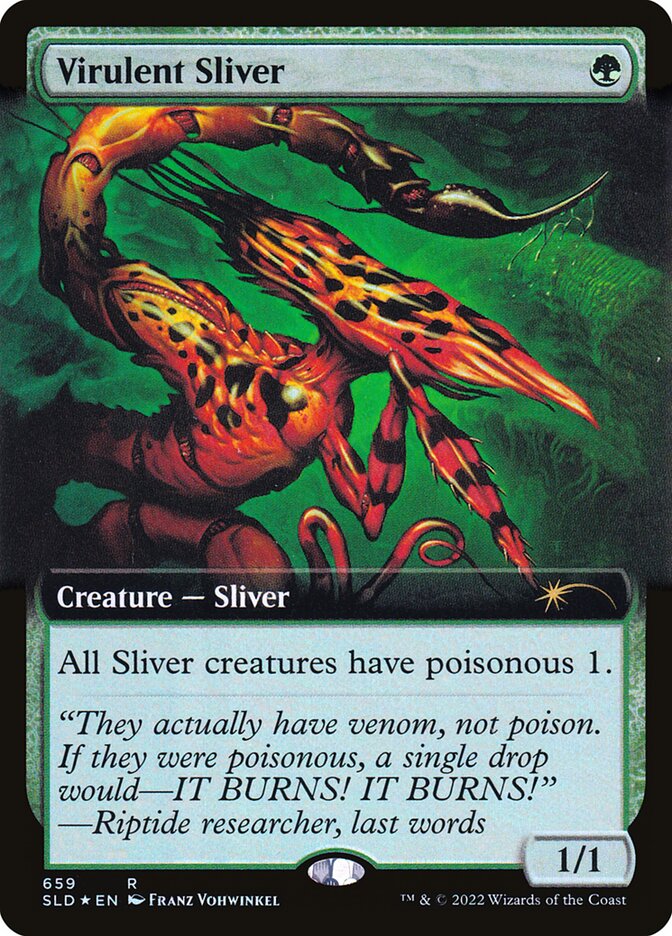 Virulent Sliver
Creature — Sliver
All Sliver creatures have poisonous 1.
“They actually have venom, not poison.
If they were poisonous, a single drop
would—IT BURNS! IT BURNS!”
—Riptide researcher, last words
1/1
659 R
SLD★EN Franz Vohwinkel
™ & © 2022 Wizards of the Coast